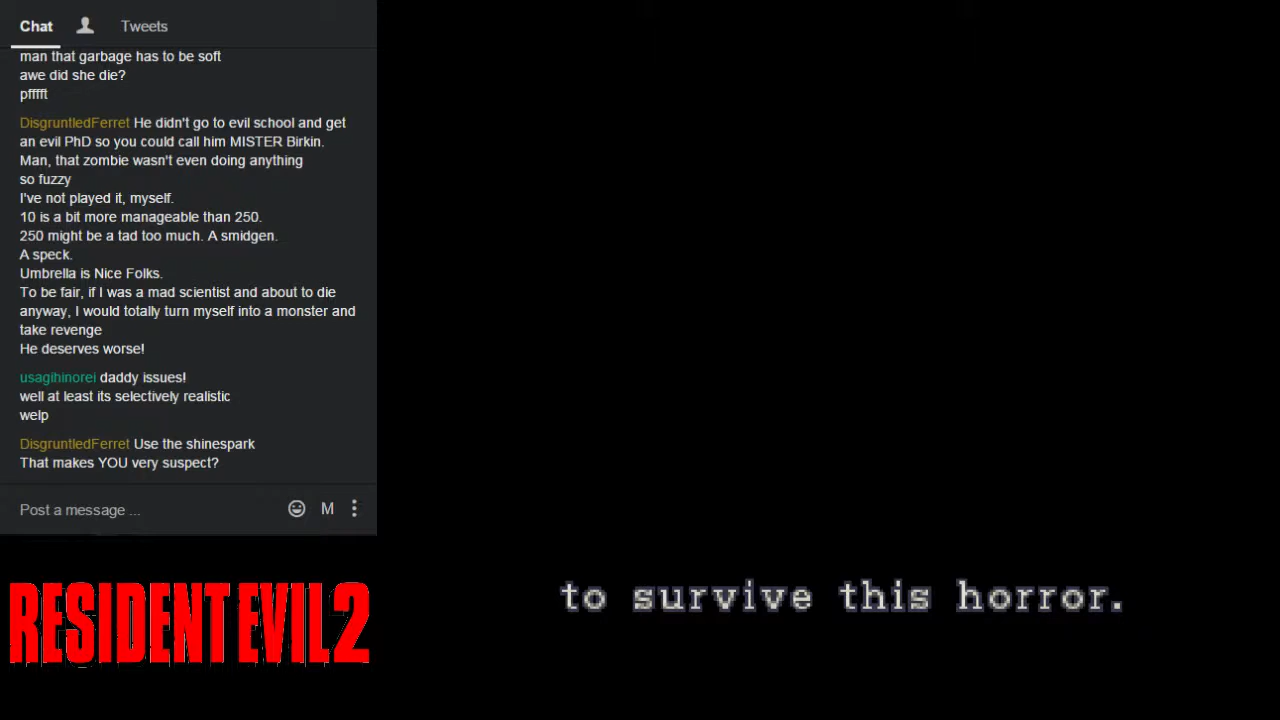 Chat
Tweets
man that garbage has to be soft
awe did she die?
pfffft
DisgruntledFerret He didn't go to evil school and get
an evil PhD so you could call him MISTER Birkin.
Man, that zombie wasn't even doing anything
so fuzzy
I've not played it, myself.
10 is a bit more manageable than 250.
250 might be a tad too much. A smidgen.
A speck.
Umbrella is Nice Folks.
To be fair, if I was a mad scientist and about to die
anyway, I would totally turn myself into a monster and
take revenge
He deserves worse!
usagihinorei daddy issues!
well at least its selectively realistic
welp
DisgruntledFerret Use the shinespark
That makes YOU very suspect?
Post a message ...
M
RESIDENT EVIL 2
to survive this horror.